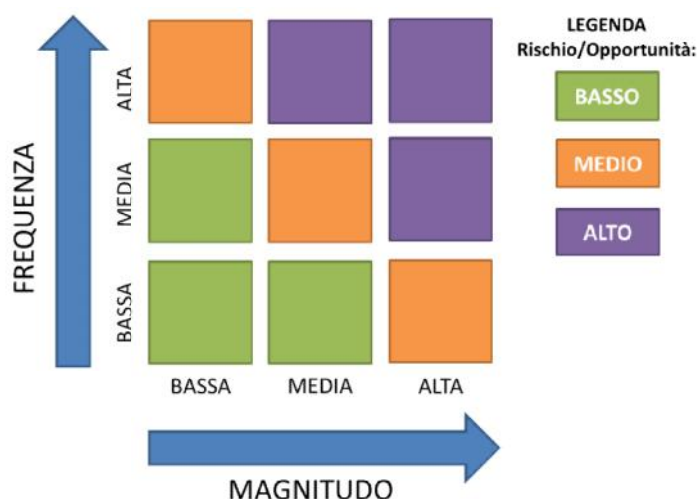 LEGENDA
Rischio/Opportunità:
BASSO
MEDIO
ALTO
FREQUENZA
ALTA
MEDIA
BASSA
BASSA MEDIA ALTA
MAGNITUDO